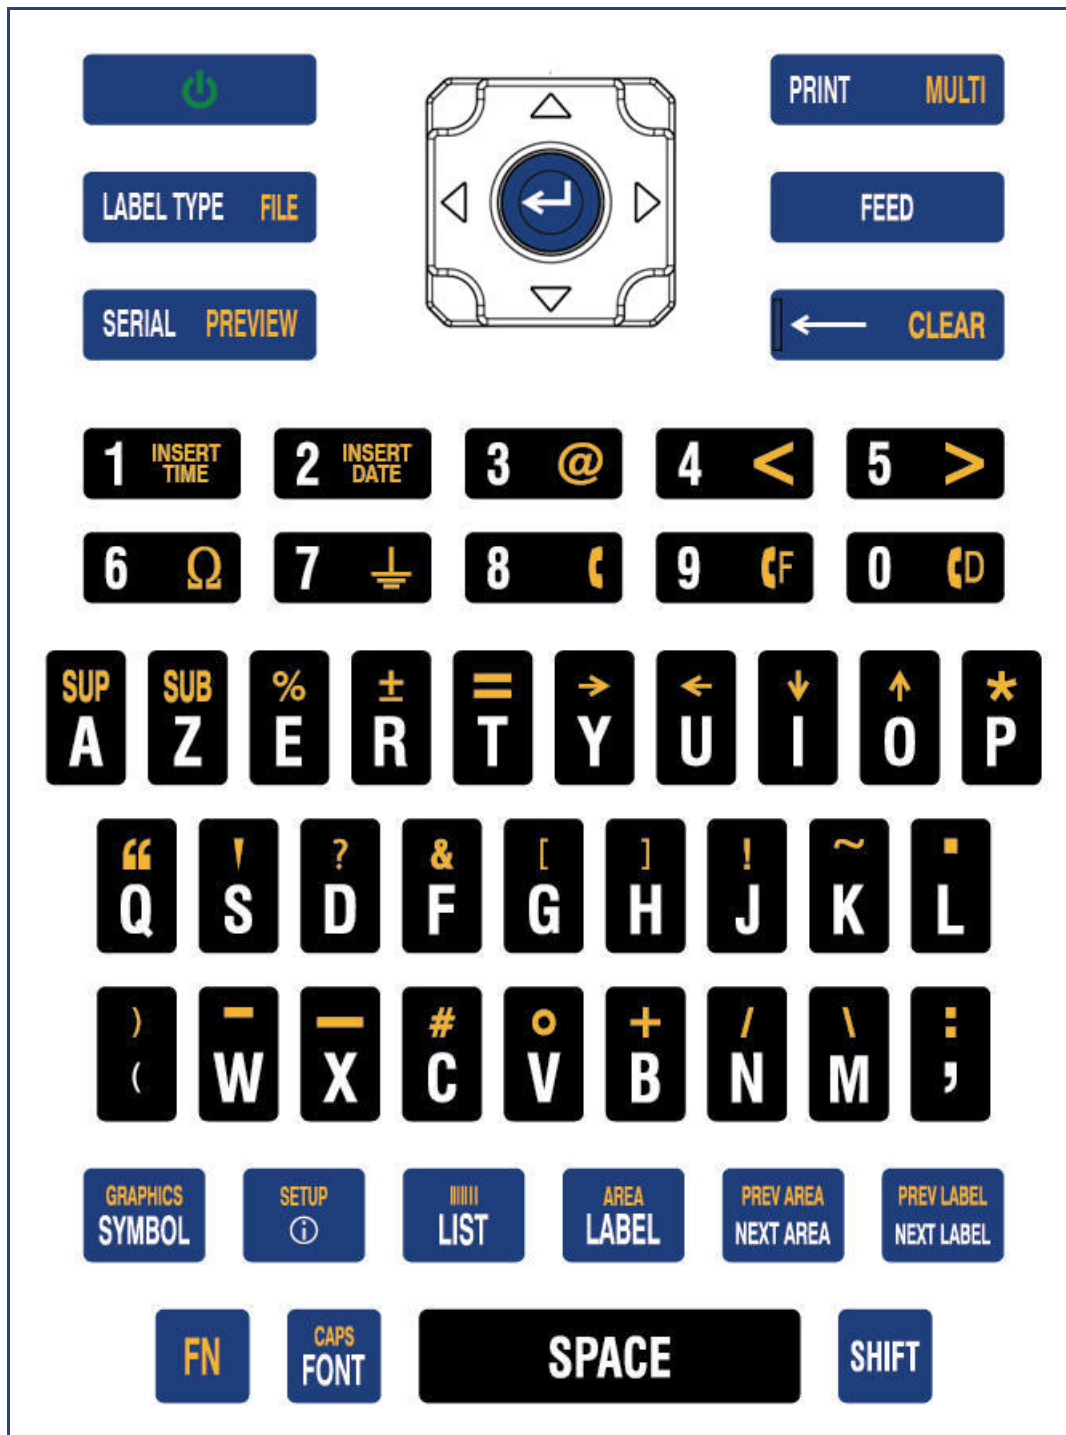 PRINT MULTI
LABEL TYPE FILE
FEED
SERIAL PREVIEW
← CLEAR
1 INSERT TIME 2 INSERT DATE 3 @ 4 < 5 >
6 Ω 7 ⏚ 8 9 F 0 D
SUP SUB % ± = → ← ↓ ↑ *
A Z E R T Y U I O P
“ ' ? & [ ] ! ~ .
Q S D F G H J K L
) - — # ° + / \ :
( W X C V B N M ,
GRAPHICS SETUP AREA PREV AREA PREV LABEL
SYMBOL ⓘ LIST LABEL NEXT AREA NEXT LABEL
CAPS
FN FONT SPACE SHIFT